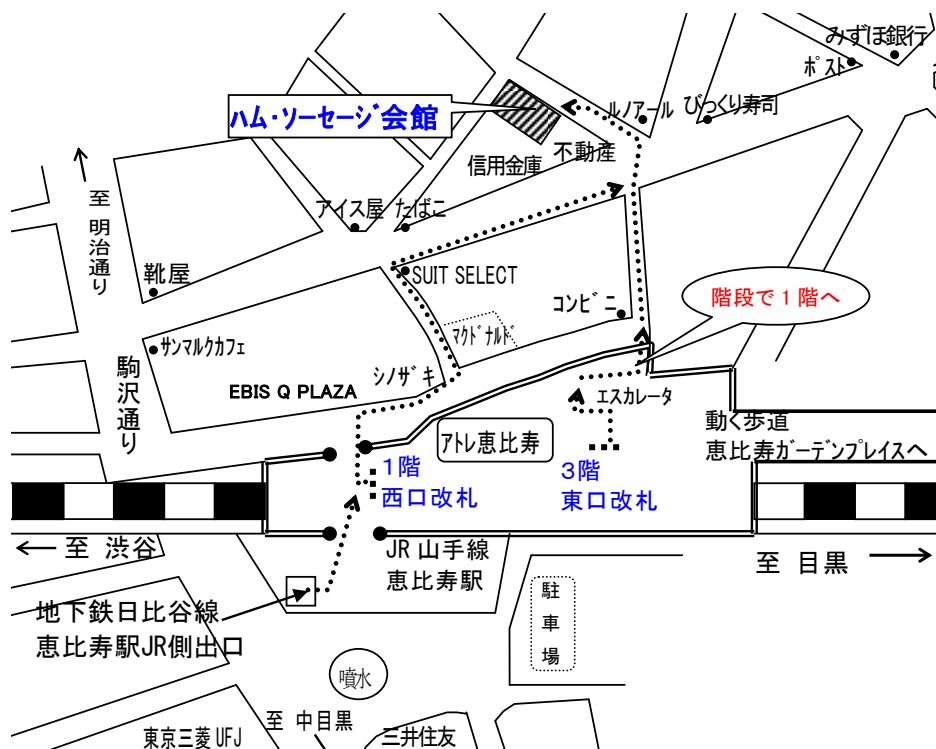 みずほ銀行
ポスト
ハム・ソーセージ会館
ルノアール
びっくり寿司
不動産
信用金庫
至 明治通り
アイス屋
たばこ
靴屋
SUIT SELECT
コンビニ
階段で1階へ
マクドナルド
サンマルクカフェ
シノザキ
駒沢通り
EBIS Q PLAZA
エスカレータ
アトレ恵比寿
動く歩道
恵比寿ガーデンプレイスへ
1階
西口改札
3階
東口改札
至 渋谷
JR 山手線
恵比寿駅
至 目黒
地下鉄日比谷線
恵比寿駅JR側出口
駐車場
噴水
至 中目黒
東京三菱UFJ
三井住友